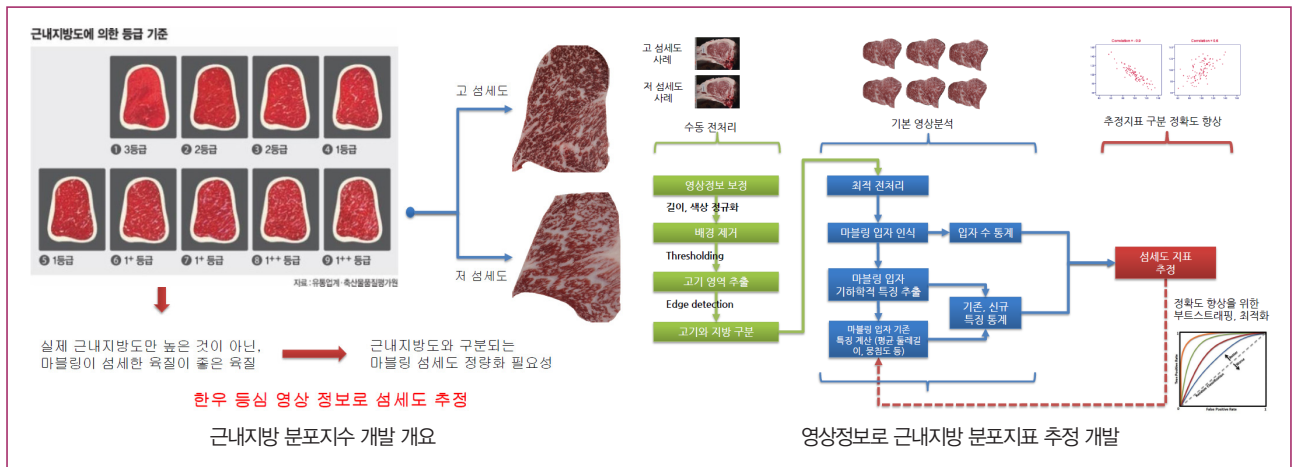 근내지방도에 의한 등급 기준
❶ 3등급
❷ 2등급
❸ 2등급
❹ 1등급
❺ 1등급
❻ 1⁺ 등급
❼ 1⁺ 등급
❽ 1⁺⁺ 등급
❾ 1⁺⁺ 등급
자료 : 유통업계·축산물품질평가원
고 섬세도
저 섬세도
실제 근내지방도만 높은 것이 아닌,
마블링이 섬세한 육질이 좋은 육질
근내지방도와 구분되는
마블링 섬세도 정량화 필요성
한우 등심 영상 정보로 섬세도 추정
근내지방 분포지수 개발 개요
고 섬세도
사례
저 섬세도
사례
수동 전처리
영상정보 보정
길이, 색상 정규화
배경 제거
Thresholding
고기 영역 추출
Edge detection
고기와 지방 구분
기본 영상분석
최적 전처리
마블링 입자 인식
입자 수 통계
마블링 입자
기하학적 특징 추출
마블링 입자 기존
특징 계산 (평균 둘레길
이, 뭉침도 등)
기존, 신규
특징 통계
추정지표 구분 정확도 향상
섬세도 지표
추정
정확도 향상을 위한
부트스트래핑, 최적화
False Positive Rate
영상정보로 근내지방 분포지표 추정 개발